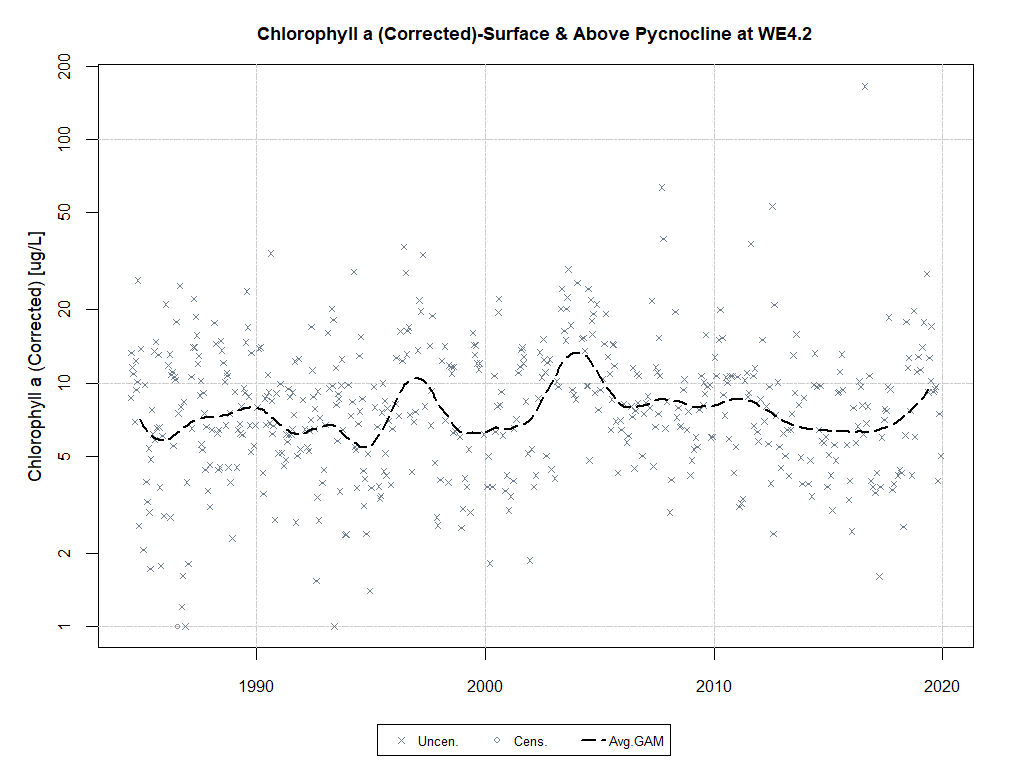 Chlorophyll a (Corrected)-Surface & Above Pycnocline at WE4.2
Chlorophyll a (Corrected) [ug/L]
200
100
50
20
10
5
2
1
1990 2000 2010 2020
Uncen. Cens. Avg.GAM